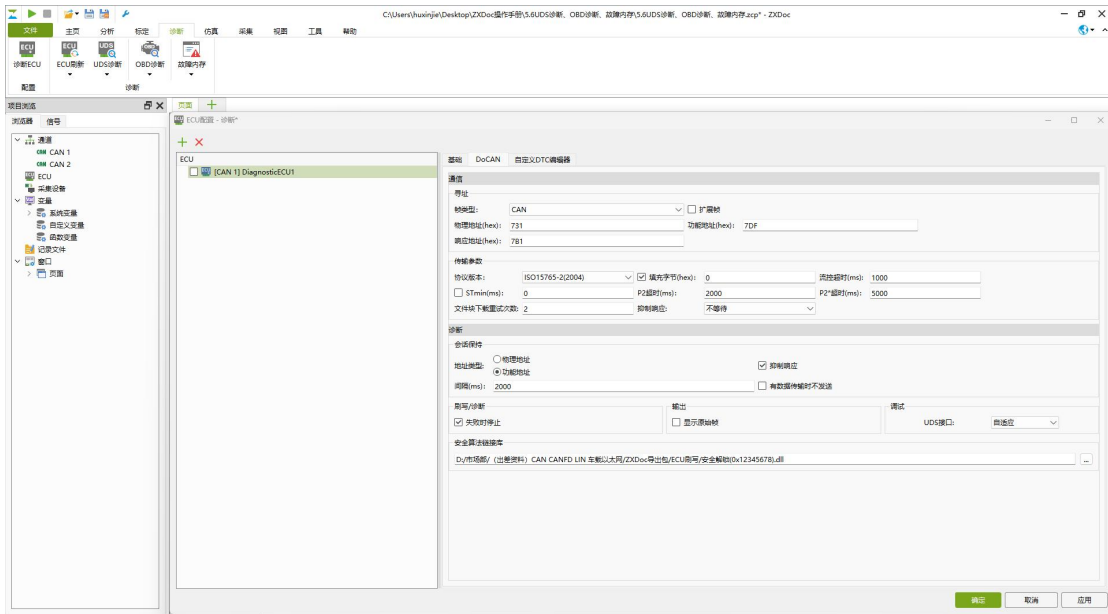 C:\Users\huxinjie\Desktop\ZXDoc操作手册\5.6UDS诊断、OBD诊断、故障内存\5.6UDS诊断、OBD诊断、故障内存.zcp* - ZXDoc
文件 主页 分析 标定 诊断 仿真 采集 视图 工具 帮助
ECU ECU UDS OBD
诊断ECU ECU刷新 UDS诊断 OBD诊断 故障内存
配置 诊断
项目浏览 页面
浏览器 信号
ECU配置 - 诊断*
通道
CAN CAN 1
CAN CAN 2
ECU
采集设备
变量
系统变量
自定义变量
函数变量
记录文件
窗口
页面
ECU
[CAN 1] DiagnosticECU1
基础 DoCAN 自定义DTC编辑器
通信
寻址
帧类型: CAN 扩展帧
物理地址(hex): 731 功能地址(hex): 7DF
响应地址(hex): 7B1
传输参数
协议版本: ISO15765-2(2004) 填充字节(hex): 0 流控超时(ms): 1000
STmin(ms): 0 P2超时(ms): 2000 P2*超时(ms): 5000
文件块下载重试次数: 2 抑制响应: 不等待
诊断
会话保持
地址类型: 物理地址 功能地址 抑制响应
间隔(ms): 2000 有数据传输时不发送
刷写/诊断 输出 调试
失败时停止 显示原始帧 UDS接口: 自适应
安全算法链接库
D:/市场部/（出差资料）CAN CANFD LIN 车载以太网/ZXDoc导出包/ECU刷写/安全解锁(0x12345678).dll ...
确定 取消 应用